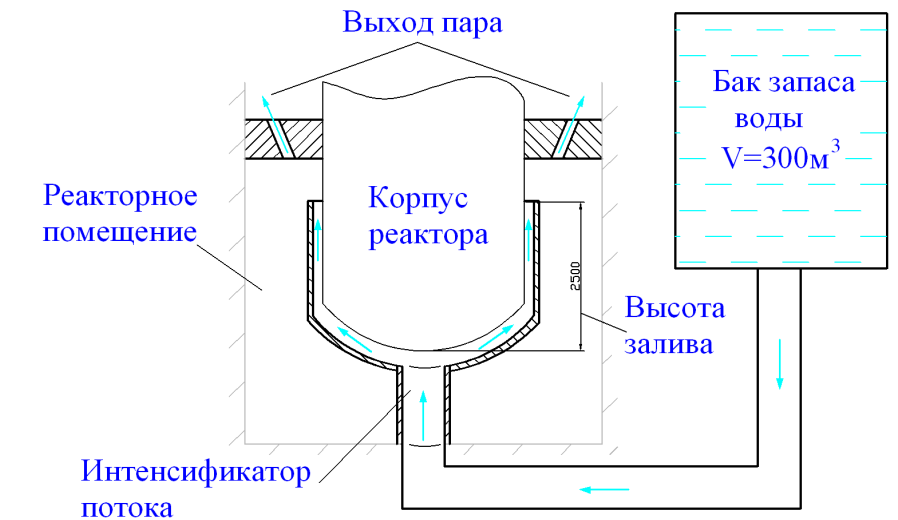 Выход пара
Бак запаса
воды
V=300м³
Реакторное
помещение
Корпус
реактора
2500
Высота
залива
Интенсификатор
потока